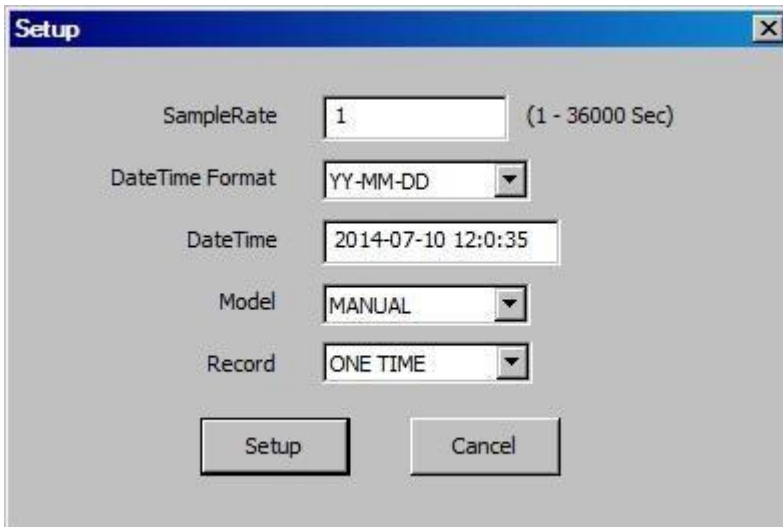 Setup
SampleRate 1 (1 - 36000 Sec)
DateTime Format YY-MM-DD
DateTime 2014-07-10 12:0:35
Model MANUAL
Record ONE TIME
Setup Cancel